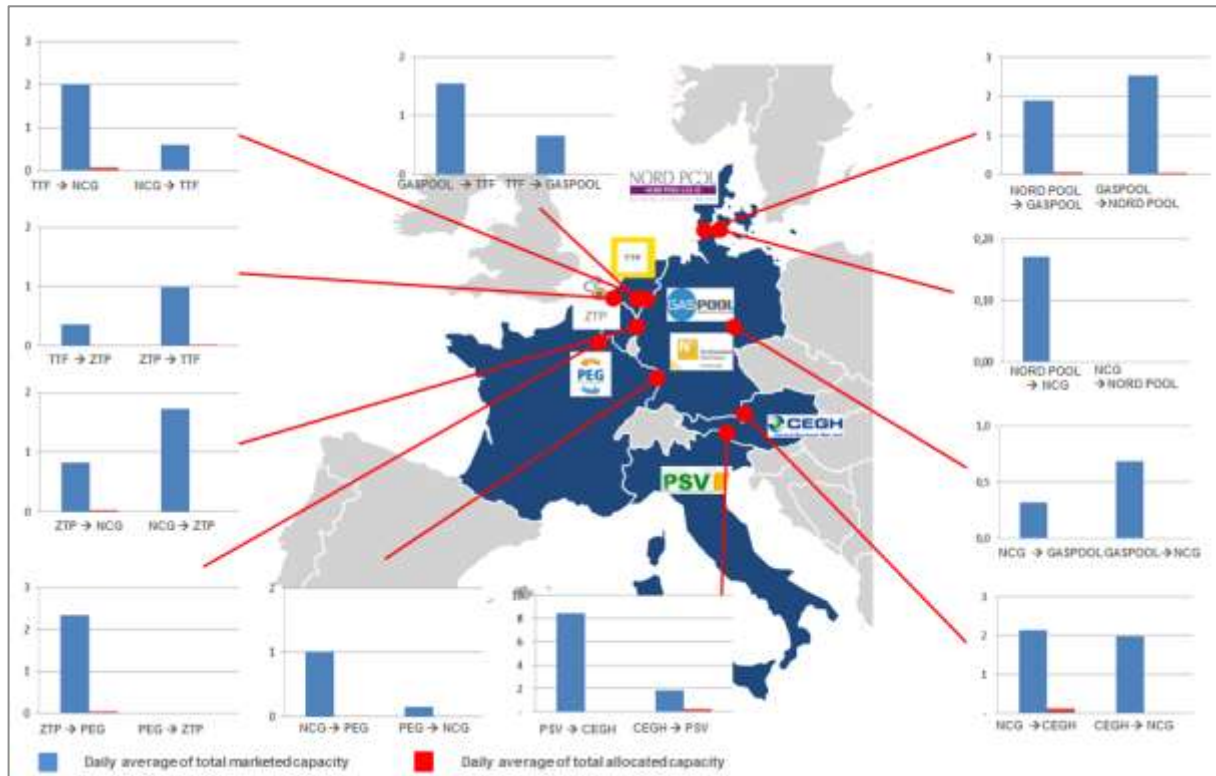 3
2
1
0
TTF → NCG NCG → TTF
2
1
0
GASPOOL → TTF TTF → GASPOOL
3
2
1
0
NORD POOL → GASPOOL
GASPOOL → NORD POOL
2
1
0
TTF → ZTP ZTP → TTF
0,20
0,10
0,00
NORD POOL → NCG
NCG → NORD POOL
2
1
0
ZTP → NCG NCG → ZTP
1,0
0,5
0,0
NCG → GASPOOL GASPOOL → NCG
3
2
1
0
ZTP → PEG PEG → ZTP
2
1
0
NCG → PEG PEG → NCG
10
8
6
4
2
-
PSV → CEGH CEGH → PSV
3
2
1
-
NCG → CEGH CEGH → NCG
NORD POOL
TTF
ZTP
GASPOOL
PEG
CEGH
PSV
Daily average of total marketed capacity
Daily average of total allocated capacity